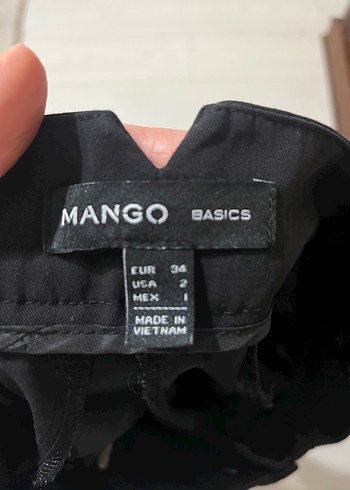 MANGO BASICS
EUR 34
USA 2
MEX 1
MADE IN
VIETNAM